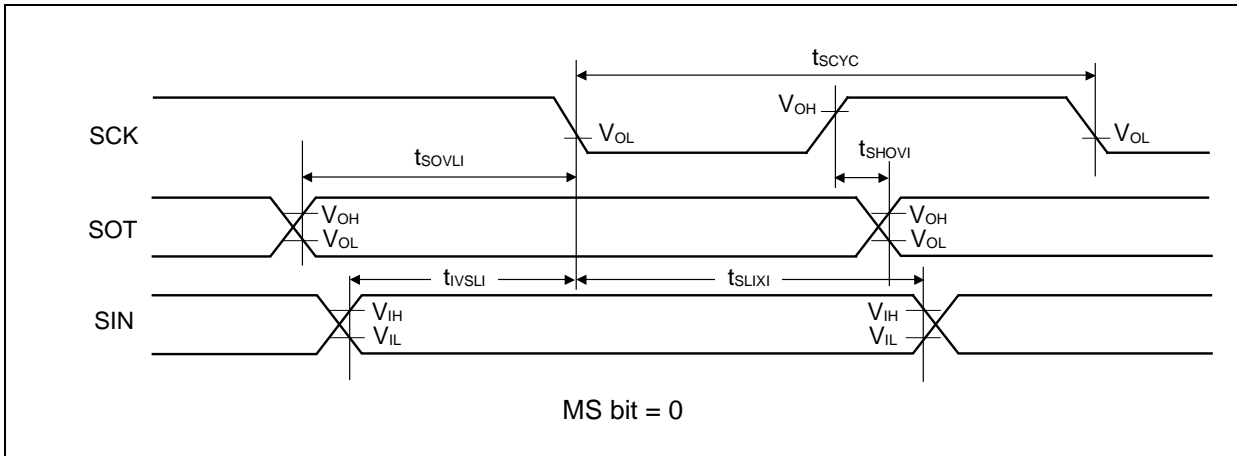 tSCYC
VOH
SCK
VOL
VOL
tSOVLI
tSHOVI
VOH
VOH
SOT
VOL
VOL
tIVSLI
tSLIXI
VIH
VIH
SIN
VIL
VIL
MS bit = 0